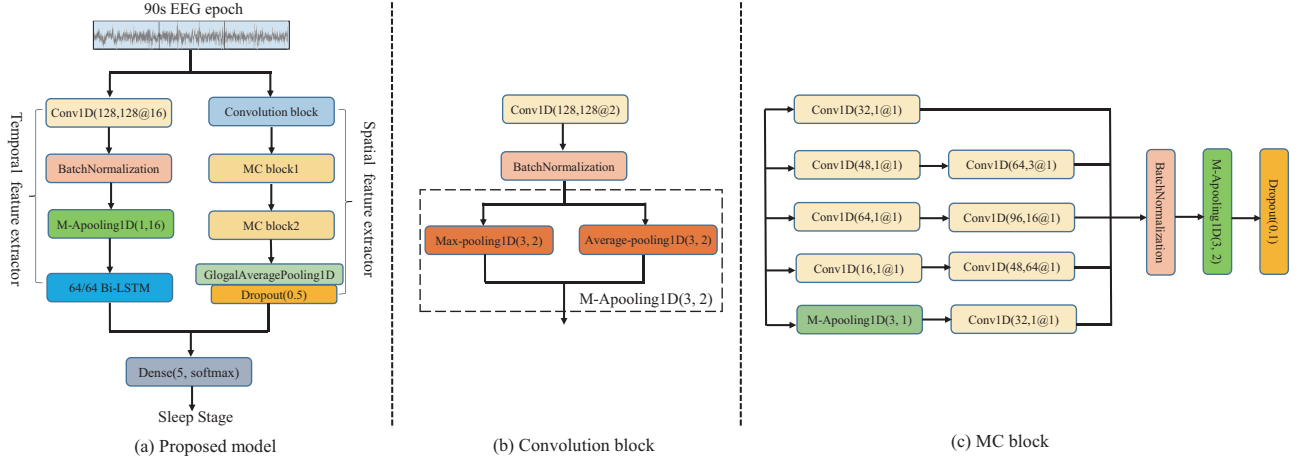 90s EEG epoch
Temporal feature extractor
Conv1D(128,128@16)
BatchNormalization
M-Apooling1D(1,16)
64/64 Bi-LSTM
Convolution block
MC block1
MC block2
GlogalAveragePooling1D
Dropout(0.5)
Spatial feature extractor
Dense(5, softmax)
Sleep Stage
(a) Proposed model
Conv1D(128,128@2)
BatchNormalization
Max-pooling1D(3, 2)
Average-pooling1D(3, 2)
M-Apooling1D(3, 2)
(b) Convolution block
Conv1D(32,1@1)
Conv1D(48,1@1)
Conv1D(64,3@1)
Conv1D(64,1@1)
Conv1D(96,16@1)
Conv1D(16,1@1)
Conv1D(48,64@1)
M-Apooling1D(3, 1)
Conv1D(32,1@1)
BatchNormalization
M-Apooling1D(3, 2)
Dropout(0.1)
(c) MC block